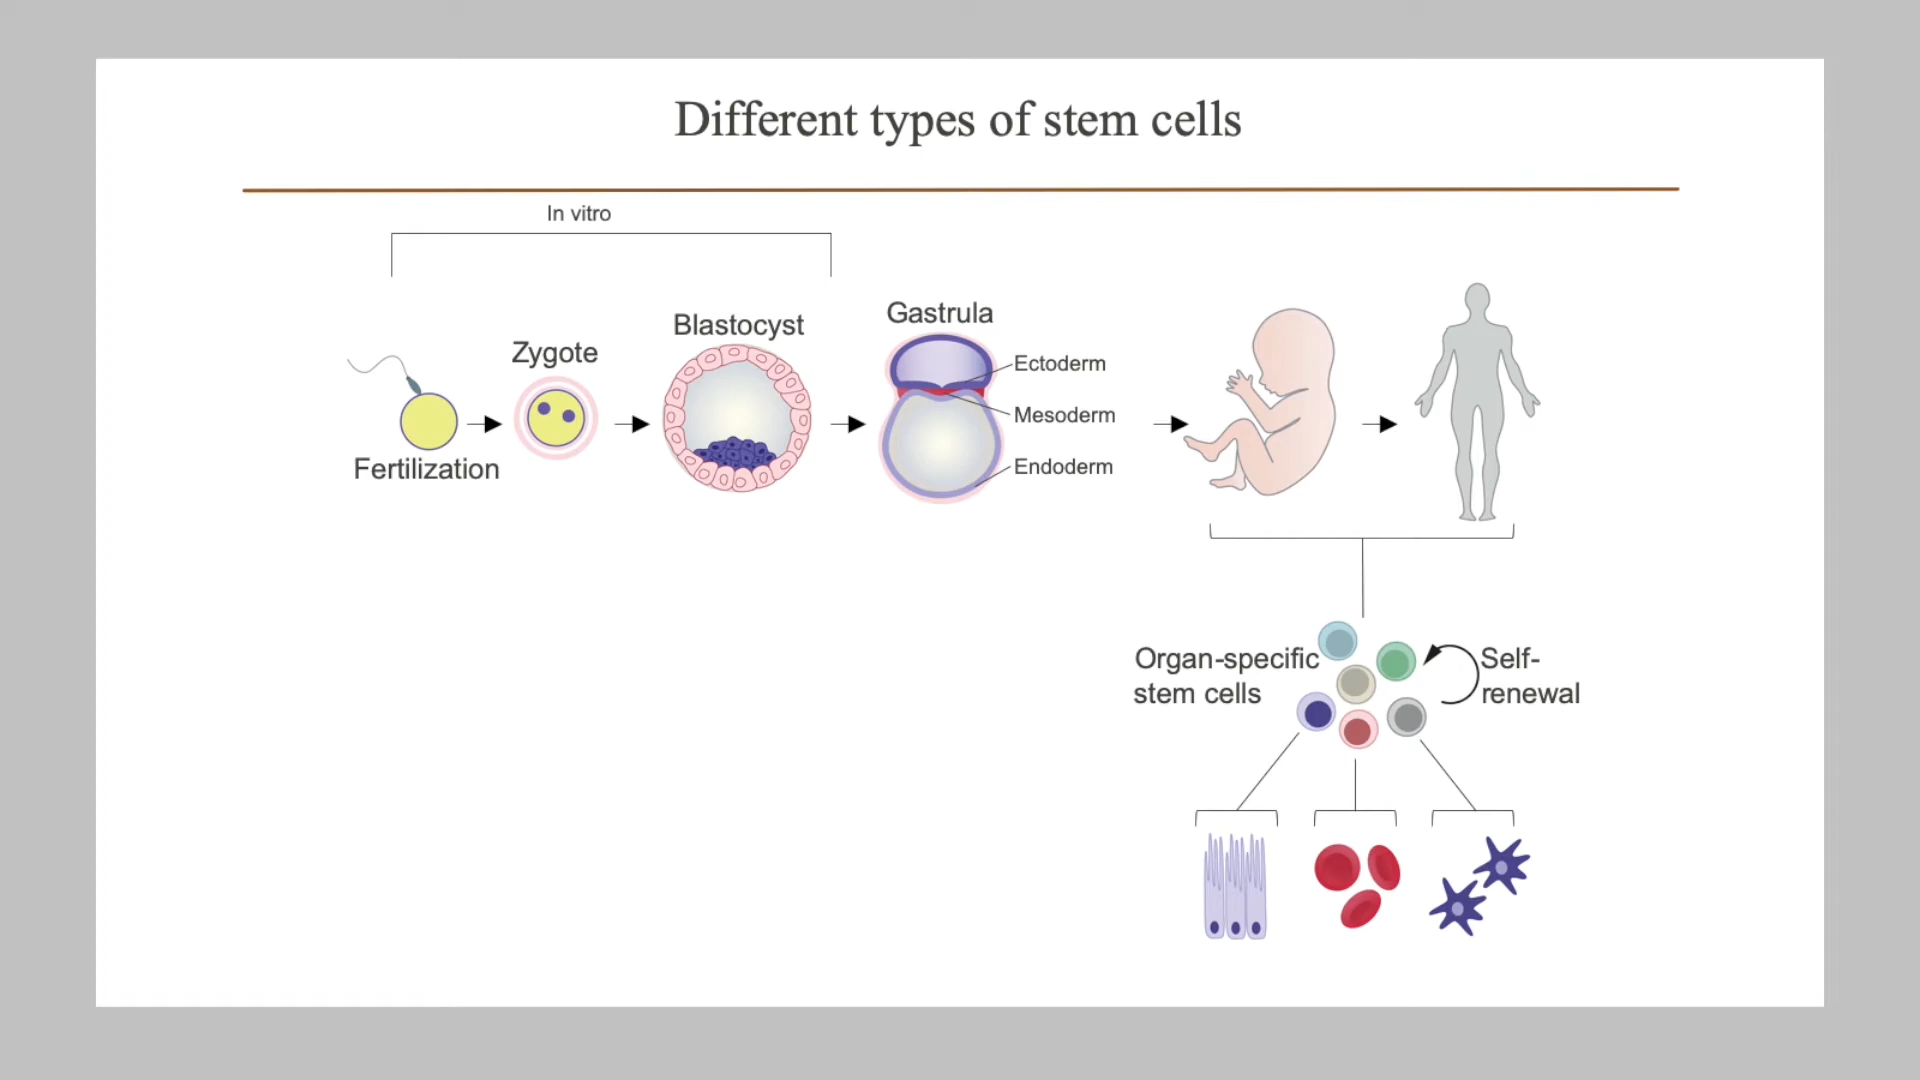 Different types of stem cells
In vitro
Fertilization
Zygote
Blastocyst
Gastrula
Ectoderm
Mesoderm
Endoderm
Organ-specific
stem cells
Self-
renewal